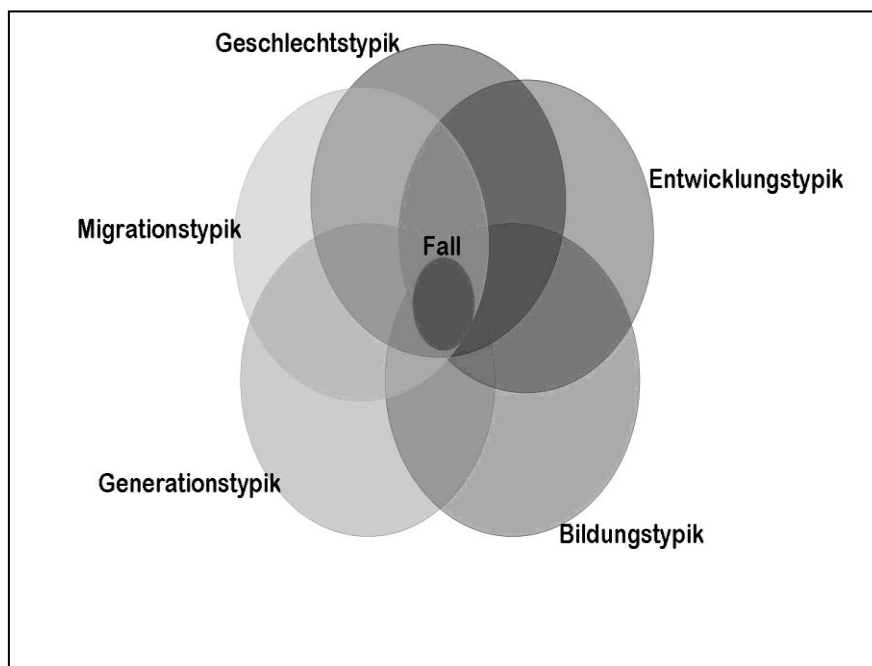 Geschlechtstypik
Entwicklungstypik
Migrationstypik
Fall
Generationstypik
Bildungstypik